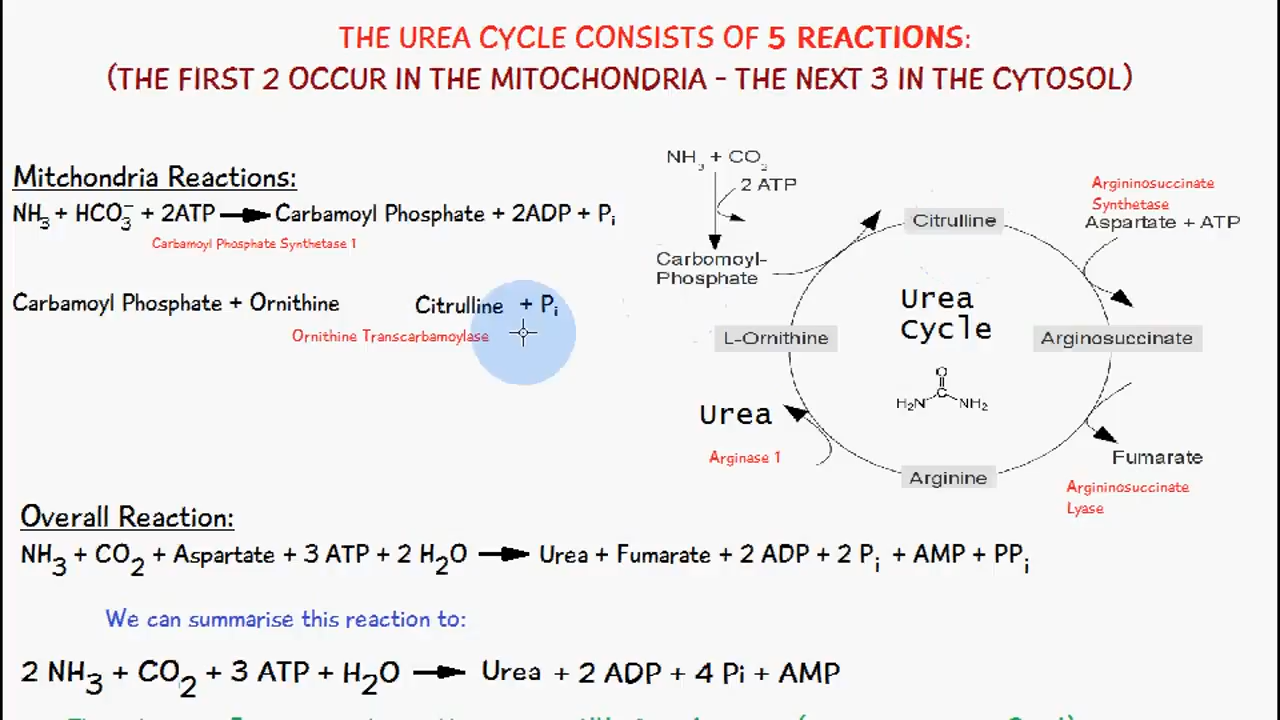 THE UREA CYCLE CONSISTS OF 5 REACTIONS:
(THE FIRST 2 OCCUR IN THE MITOCHONDRIA - THE NEXT 3 IN THE CYTOSOL)
Mitchondria Reactions:
NH₃ + HCO₃⁻ + 2ATP → Carbamoyl Phosphate + 2ADP + Pᵢ
Carbamoyl Phosphate Synthetase 1
Carbamoyl Phosphate + Ornithine Citrulline + Pᵢ
Ornithine Transcarbamoylase
NH₃ + CO₂
2 ATP
Carbomoyl-
Phosphate
Citrulline
Argininosuccinate
Synthetase
Aspartate + ATP
Urea
Cycle
L-Ornithine
Arginosuccinate
O
C
H₂N NH₂
Urea
Arginase 1
Arginine
Fumarate
Argininosuccinate
Lyase
Overall Reaction:
NH₃ + CO₂ + Aspartate + 3 ATP + 2 H₂O → Urea + Fumarate + 2 ADP + 2 Pᵢ + AMP + PPᵢ
We can summarise this reaction to:
2 NH₃ + CO₂ + 3 ATP + H₂O → Urea + 2 ADP + 4 Pi + AMP